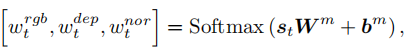 [w_t^{rgb}, w_t^{dep}, w_t^{nor}] = Softmax (s_t W^m + b^m),